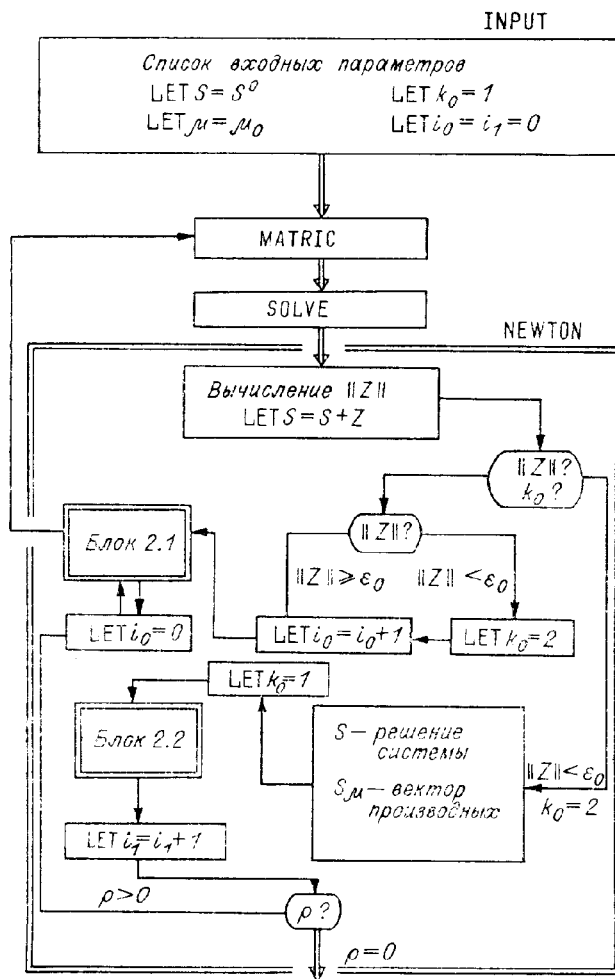 INPUT
Список входных параметров
LET S = S⁰ LET k₀ = 1
LET μ = μ₀ LET i₀ = i₁ = 0
MATRIC
SOLVE
NEWTON
Вычисление ||Z||
LET S = S + Z
||Z||?
k₀?
||Z||?
Блок 2.1
||Z|| ≥ ε₀ ||Z|| < ε₀
LET i₀ = 0
LET i₀ = i₀ + 1
LET k₀ = 2
LET k₀ = 1
Блок 2.2
S — решение
системы
Sμ — вектор
производных
||Z|| < ε₀
k₀ = 2
LET i₁ = i₁ + 1
ρ > 0
ρ?
ρ = 0